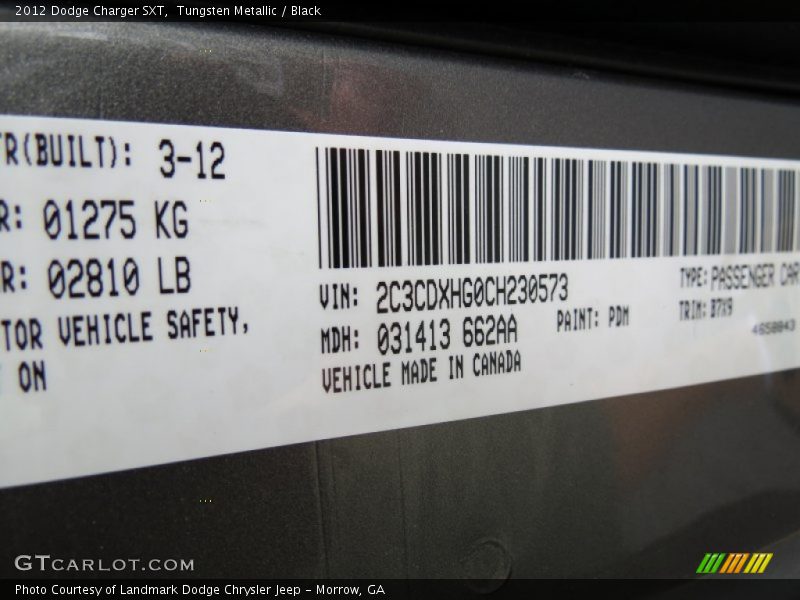 2012 Dodge Charger SXT,  Tungsten Metallic / Black
TR(BUILT): 3-12
R: 01275 KG
R: 02810 LB
TOR VEHICLE SAFETY,
ON
VIN: 2C3CDXHG0CH230573
MDH: 031413 662AA
VEHICLE MADE IN CANADA
PAINT: PDM
TYPE: PASSENGER CAR
TRIM: B7X9
4658043
GTCARLOT.COM
Photo Courtesy of Landmark Dodge Chrysler Jeep - Morrow, GA